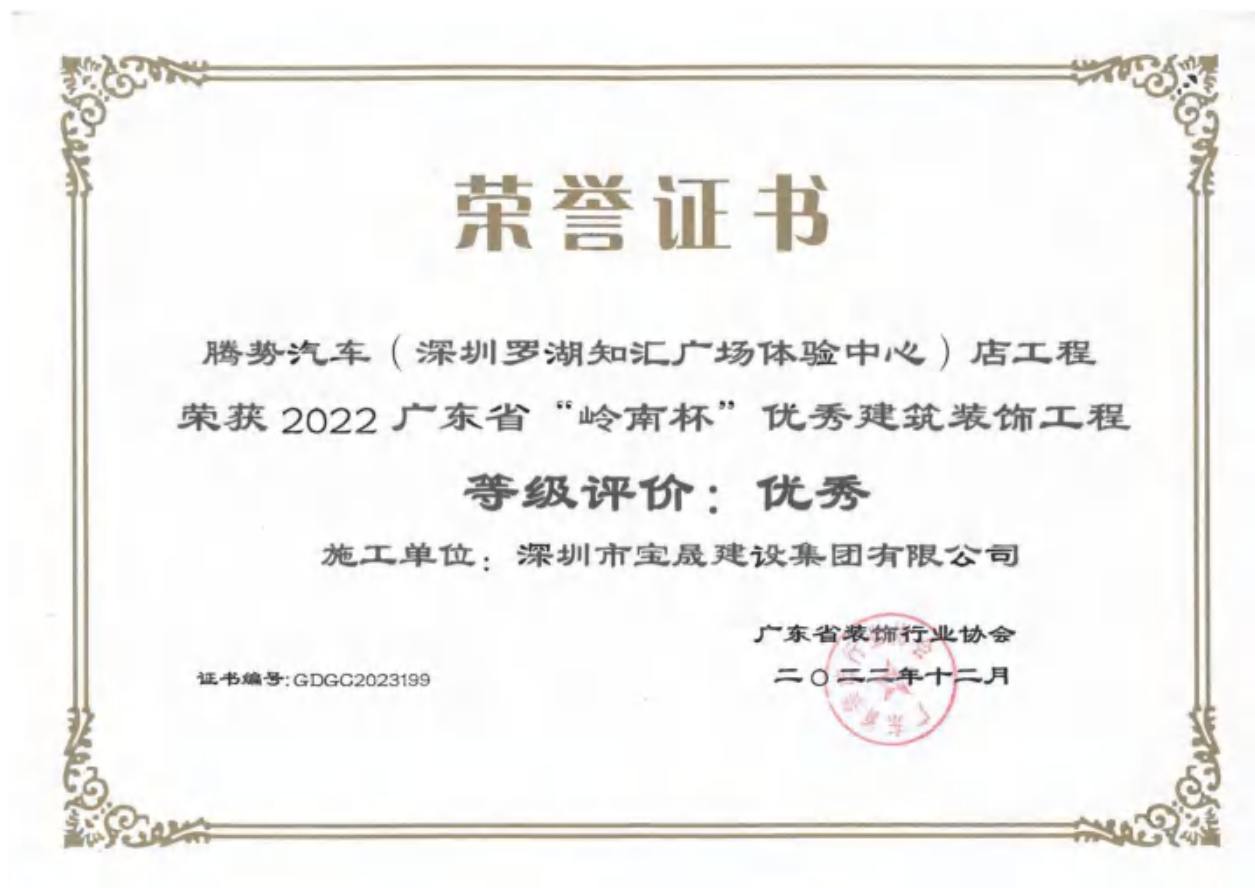 荣誉证书
腾势汽车（深圳罗湖知汇广场体验中心）店工程
荣获 2022 广东省“岭南杯”优秀建筑装饰工程
等级评价：优秀
施工单位：深圳市宝晟建设集团有限公司
广东省装饰行业协会
证书编号:GDGC2023199
二〇二二年十二月